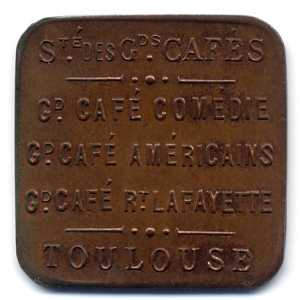 STÉ DES GDS CAFÉS
GD CAFÉ COMÉDIE
GD CAFÉ AMÉRICAINS
GD CAFÉ RT LAFAYETTE
TOULOUSE